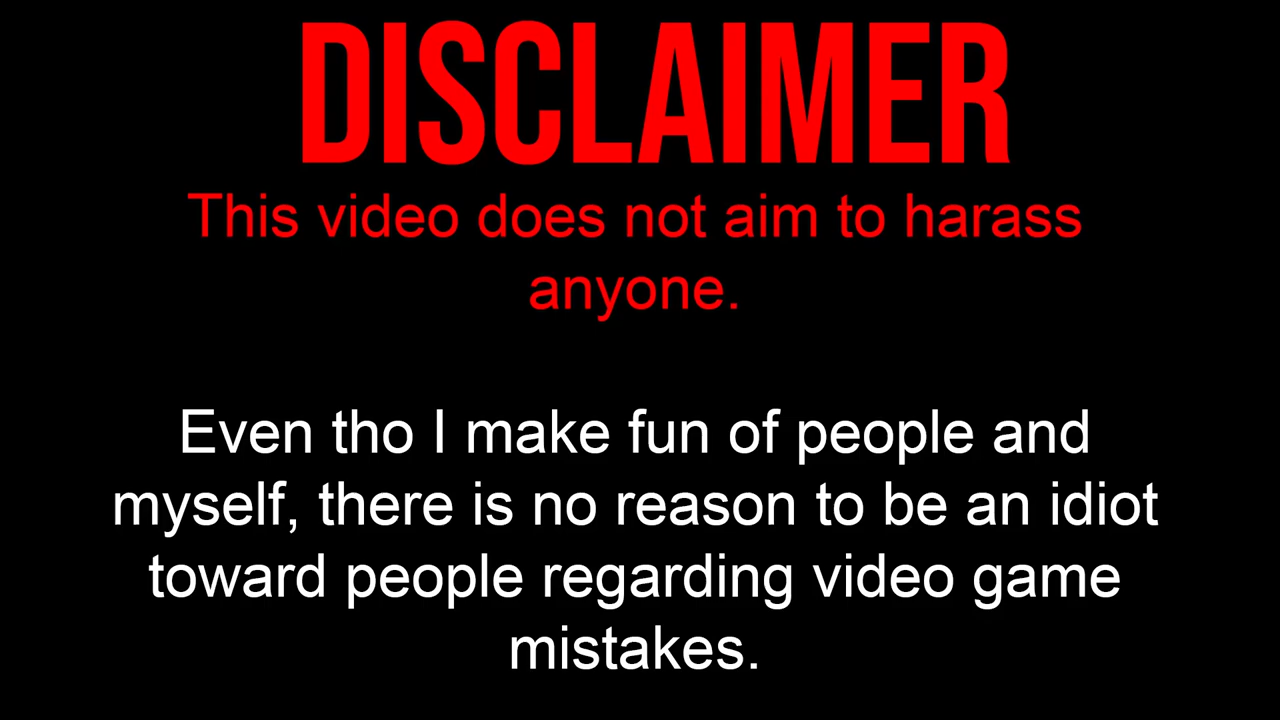 DISCLAIMER
This video does not aim to harass
anyone.
Even tho I make fun of people and
myself, there is no reason to be an idiot
toward people regarding video game
mistakes.